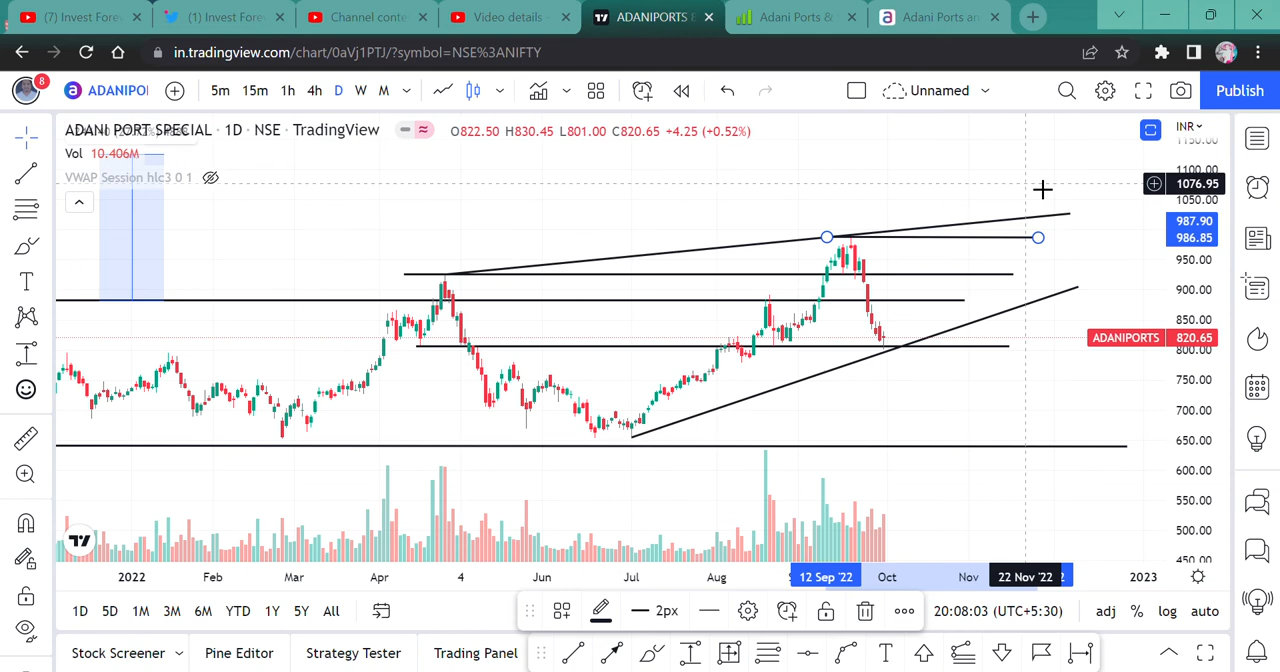 (7) Invest Fore
(1) Invest Fore
Channel conte
Video details
ADANIPORTS 8
Adani Ports &
Adani Ports an
in.tradingview.com/chart/0aVj1PTJ/?symbol=NSE%3ANIFTY
8
ADANIPO
5m 15m 1h 4h D W M
Unnamed
Publish
ADANI PORT SPECIAL · 1D · NSE · TradingView
O822.50 H830.45 L801.00 C820.65 +4.25 (+0.52%)
INR
Vol 10.406M
VWAP Session hlc3 0 1
1150.00
1100.00
1076.95
1050.00
987.90
986.85
950.00
900.00
850.00
ADANIPORTS 820.65
800.00
750.00
700.00
650.00
600.00
550.00
500.00
450.00
2022 Feb Mar Apr 4 Jun Jul Aug 12 Sep '22 Oct Nov 22 Nov '22 2023
1D 5D 1M 3M 6M YTD 1Y 5Y All
2px
20:08:03 (UTC+5:30)
adj % log auto
Stock Screener
Pine Editor
Strategy Tester
Trading Panel